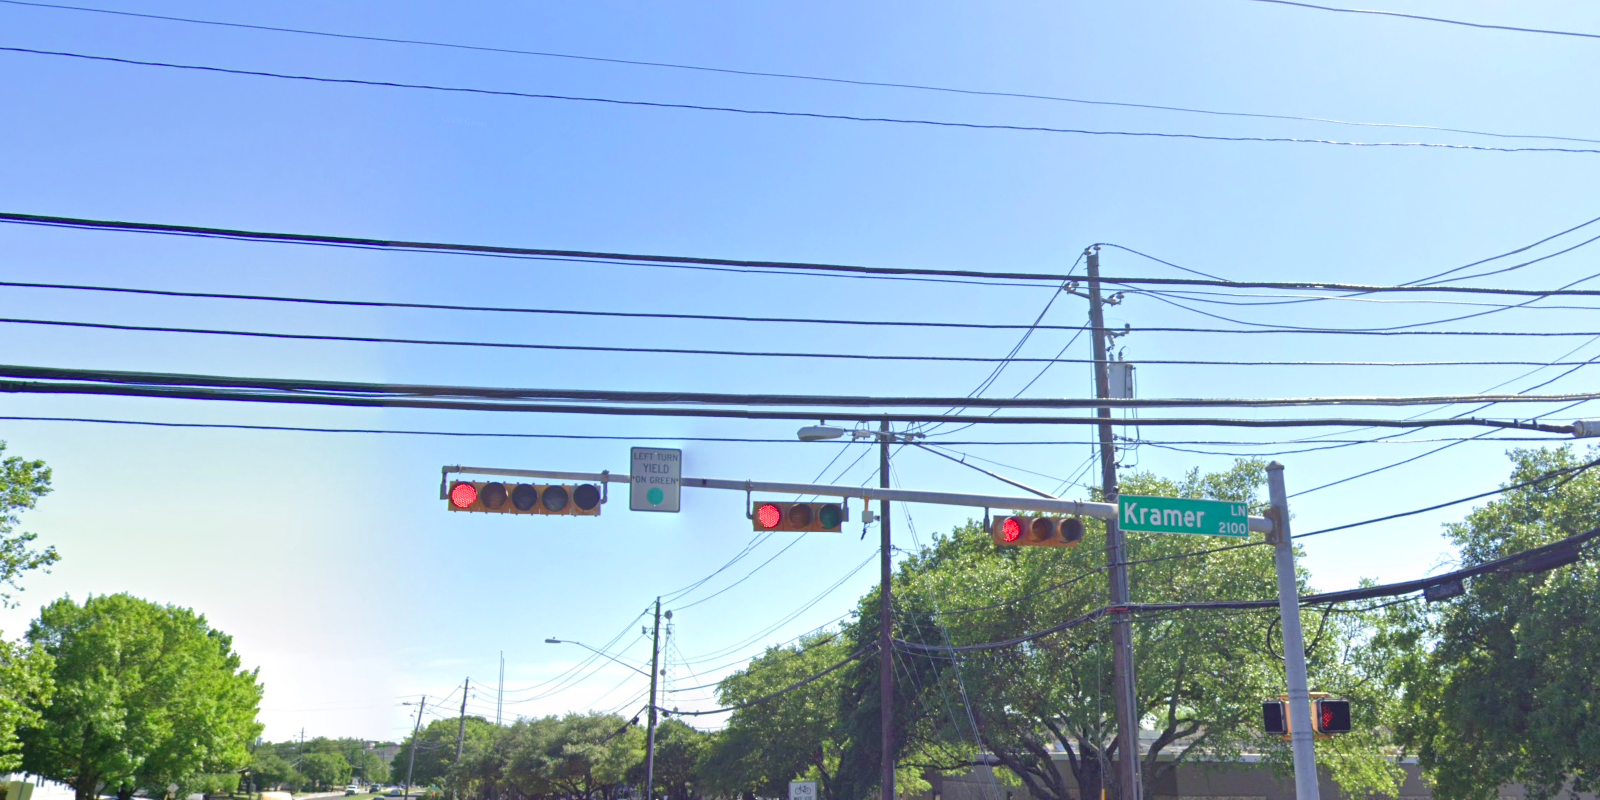 LEFT TURN
YIELD
ON GREEN
Kramer LN
2100